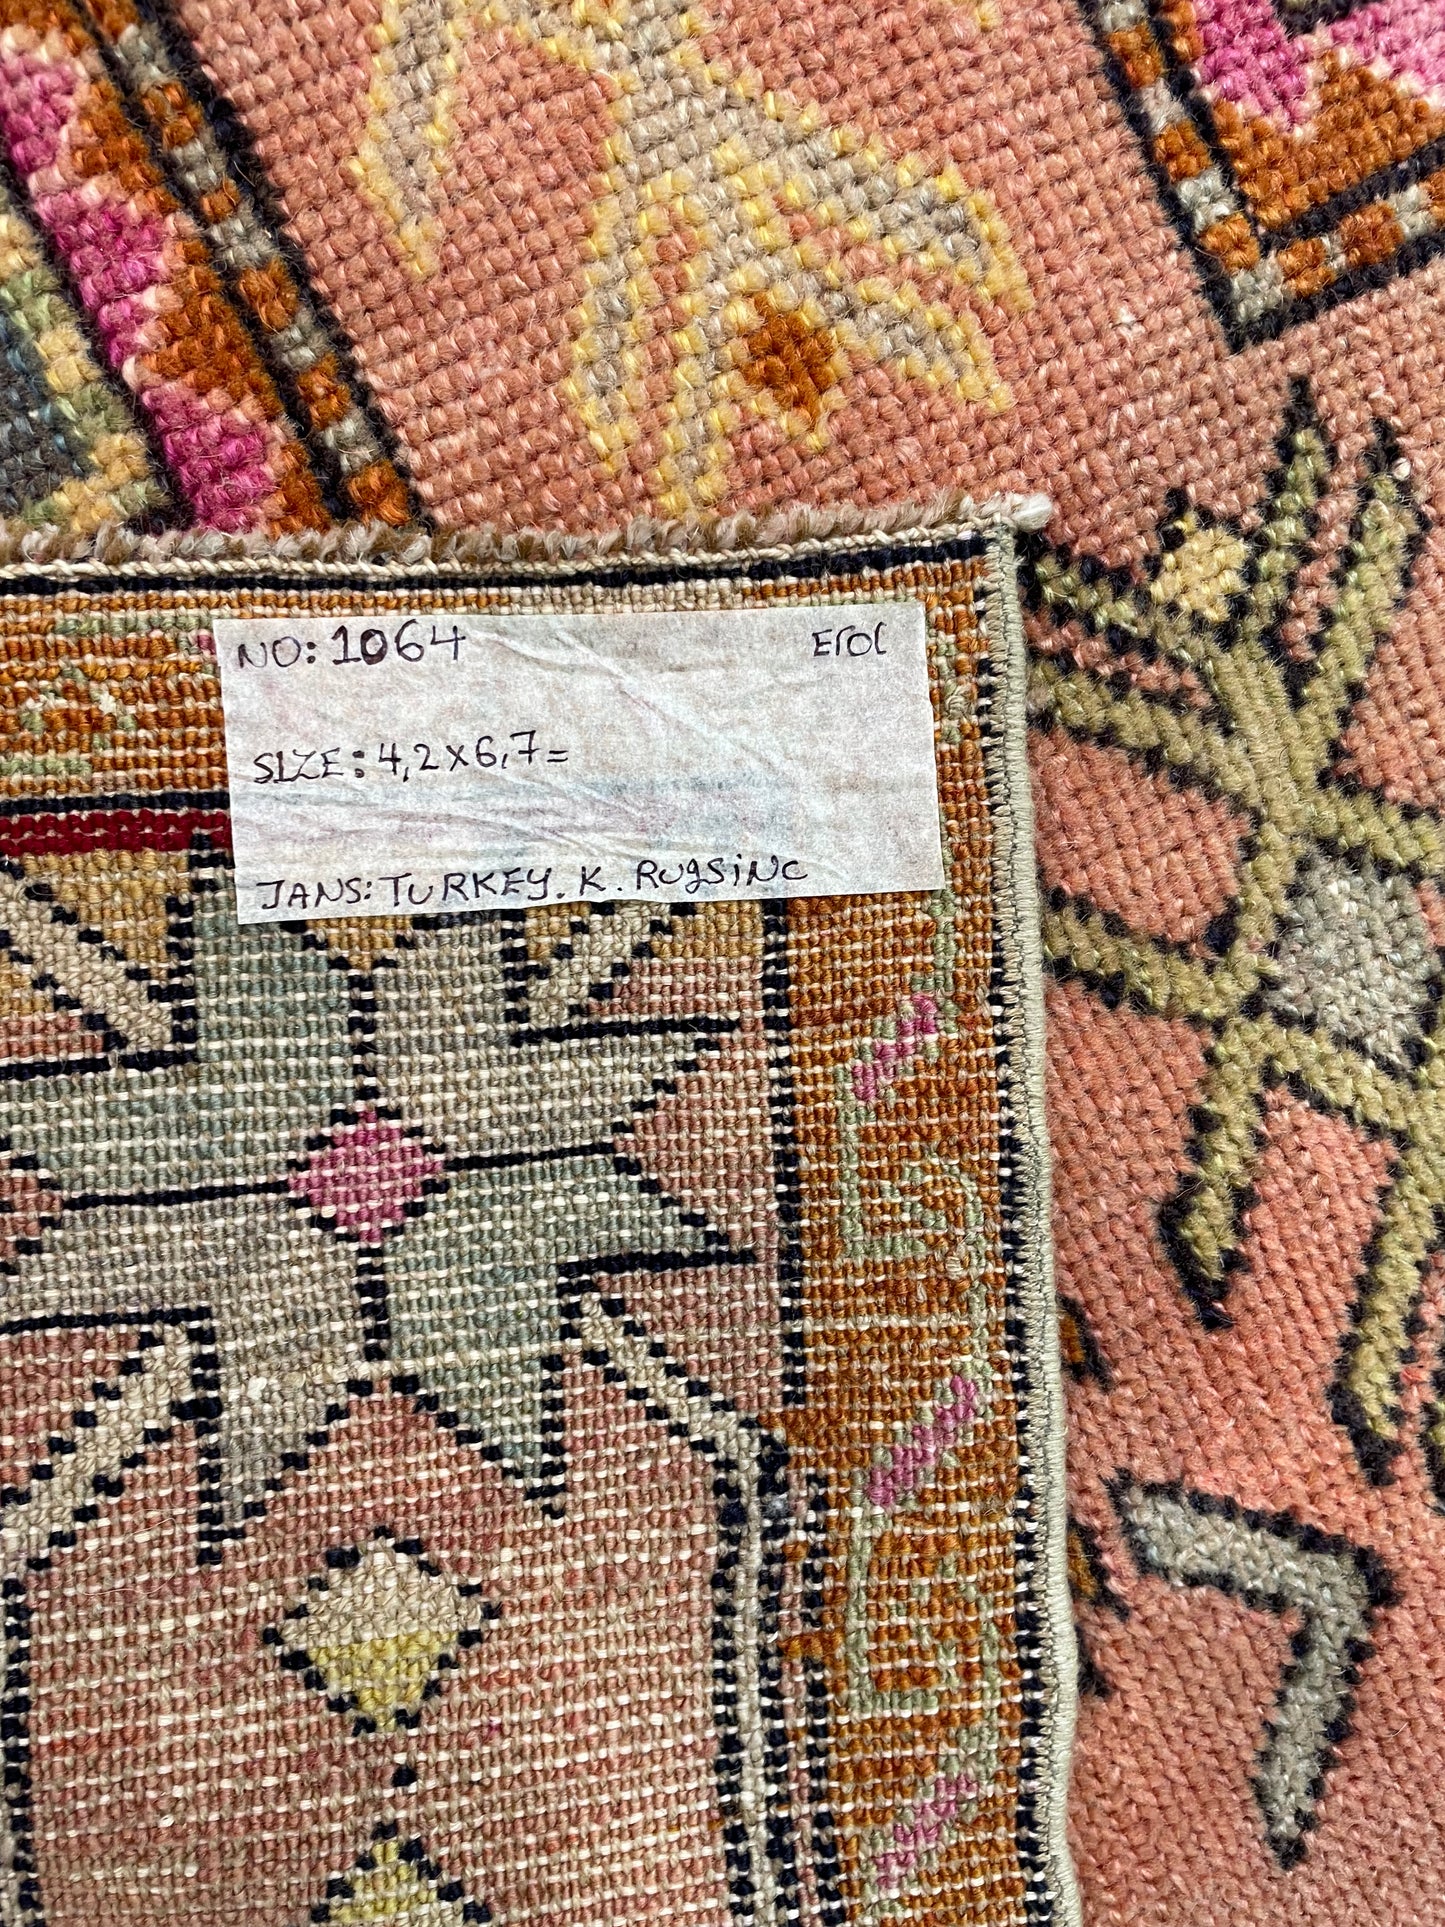 NO: 1064 Erol
SIZE: 4,2x6,7=
JANS: TURKEY. K. RUgSiNC